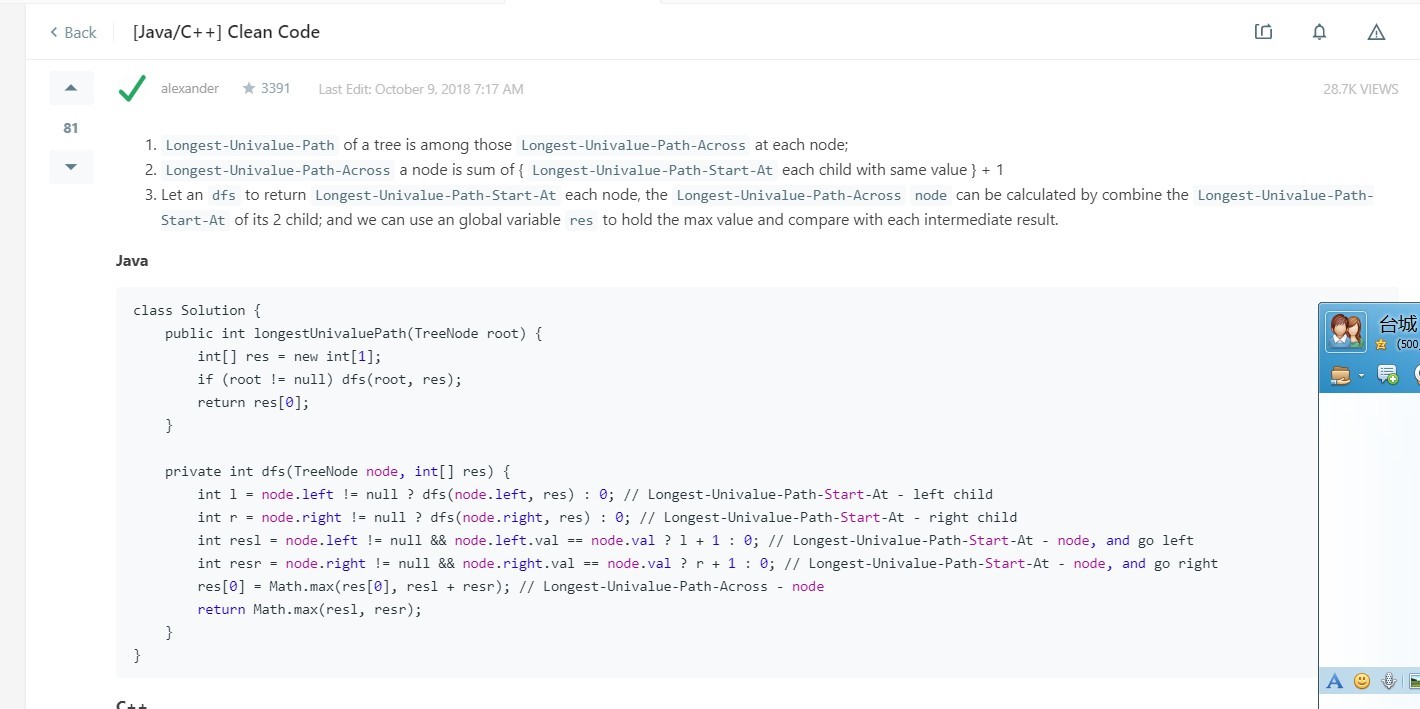 Back
[Java/C++] Clean Code
81
alexander
3391
Last Edit: October 9, 2018 7:17 AM
28.7K VIEWS
1. Longest-Univalue-Path of a tree is among those Longest-Univalue-Path-Across at each node;
2. Longest-Univalue-Path-Across a node is sum of { Longest-Univalue-Path-Start-At each child with same value } + 1
3. Let an dfs to return Longest-Univalue-Path-Start-At each node, the Longest-Univalue-Path-Across node can be calculated by combine the Longest-Univalue-Path-
Start-At of its 2 child; and we can use an global variable res to hold the max value and compare with each intermediate result.
Java
class Solution {
    public int longestUnivaluePath(TreeNode root) {
        int[] res = new int[1];
        if (root != null) dfs(root, res);
        return res[0];
    }
    private int dfs(TreeNode node, int[] res) {
        int l = node.left != null ? dfs(node.left, res) : 0; // Longest-Univalue-Path-Start-At - left child
        int r = node.right != null ? dfs(node.right, res) : 0; // Longest-Univalue-Path-Start-At - right child
        int resl = node.left != null && node.left.val == node.val ? l + 1 : 0; // Longest-Univalue-Path-Start-At - node, and go left
        int resr = node.right != null && node.right.val == node.val ? r + 1 : 0; // Longest-Univalue-Path-Start-At - node, and go right
        res[0] = Math.max(res[0], resl + resr); // Longest-Univalue-Path-Across - node
        return Math.max(resl, resr);
    }
}
C++
台城
(500